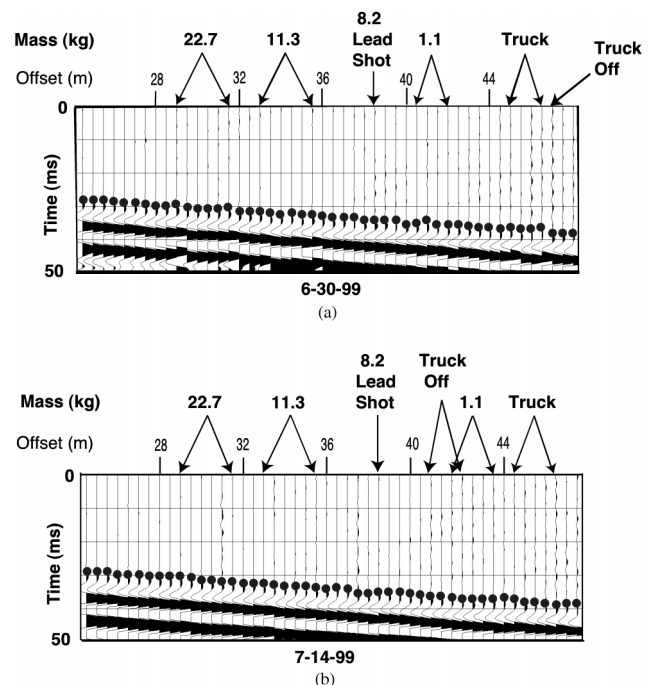 8.2
Mass (kg) 22.7 11.3 Lead 1.1 Truck Truck
Shot Off
Offset (m) 28 32 36 40 44
0
Time (ms)
50
6-30-99
(a)
8.2 Truck
Lead Off
Mass (kg) 22.7 11.3 Shot 1.1 Truck
Offset (m) 28 32 36 40 44
0
Time (ms)
50
7-14-99
(b)